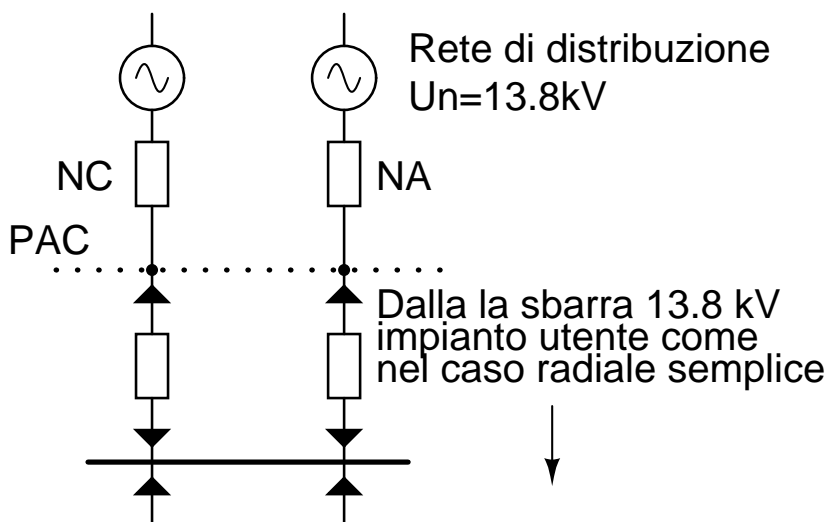 Rete di distribuzione
Un=13.8kV
NC
NA
PAC
Dalla la sbarra 13.8 kV
impianto utente come
nel caso radiale semplice